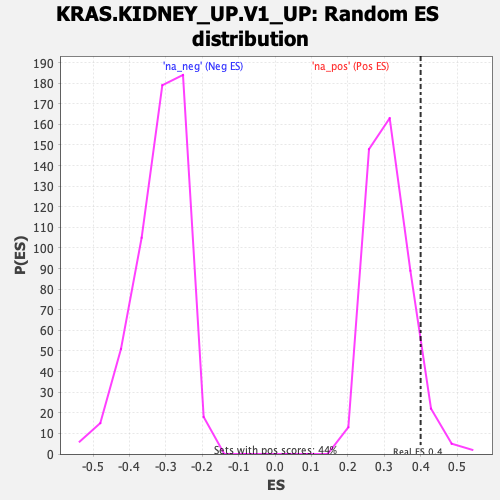 KRAS.KIDNEY_UP.V1_UP: Random ES
distribution
'na_neg' (Neg ES)
'na_pos' (Pos ES)
190
180
170
160
150
140
130
120
110
100
90
80
70
60
50
40
30
20
10
0
P(ES)
Sets with pos scores: 44%
Real ES 0.4
-0.5 -0.4 -0.3 -0.2 -0.1 0.0 0.1 0.2 0.3 0.4 0.5
ES